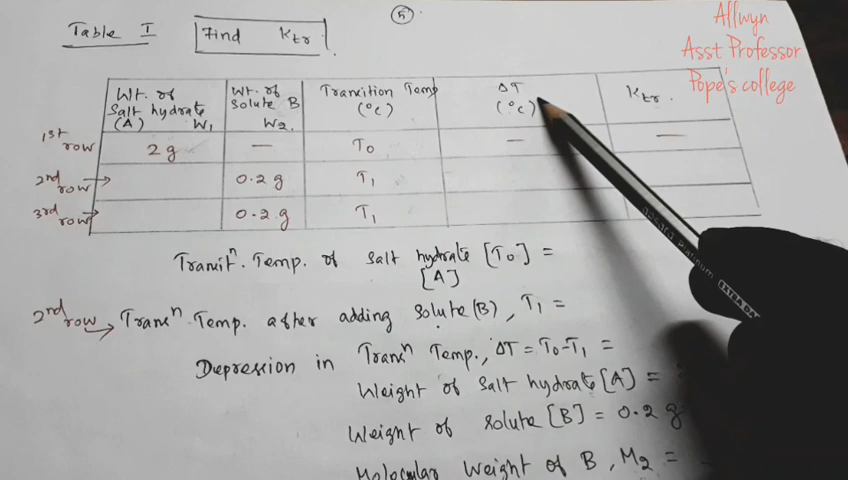 5
Allwyn
Asst Professor
Pope's college
Table I
Find Ktr.
Wt. of Salt hydrate (A) W1
Wt. of Solute B W2.
Transition Temp (°C)
ΔT (°C)
Ktr.
1st row 2 g — T0 — —
2nd row → 0.2 g T1
3rd row → 0.2 g T1
Transitn. Temp. of salt hydrate [T0] =
[A]
2nd row → Transn Temp. after adding solute (B), T1 =
Depression in Transn Temp., ΔT = T0-T1 =
Weight of salt hydrate [A] =
Weight of solute [B] = 0.2 g
Molecular Weight of B, M2 =